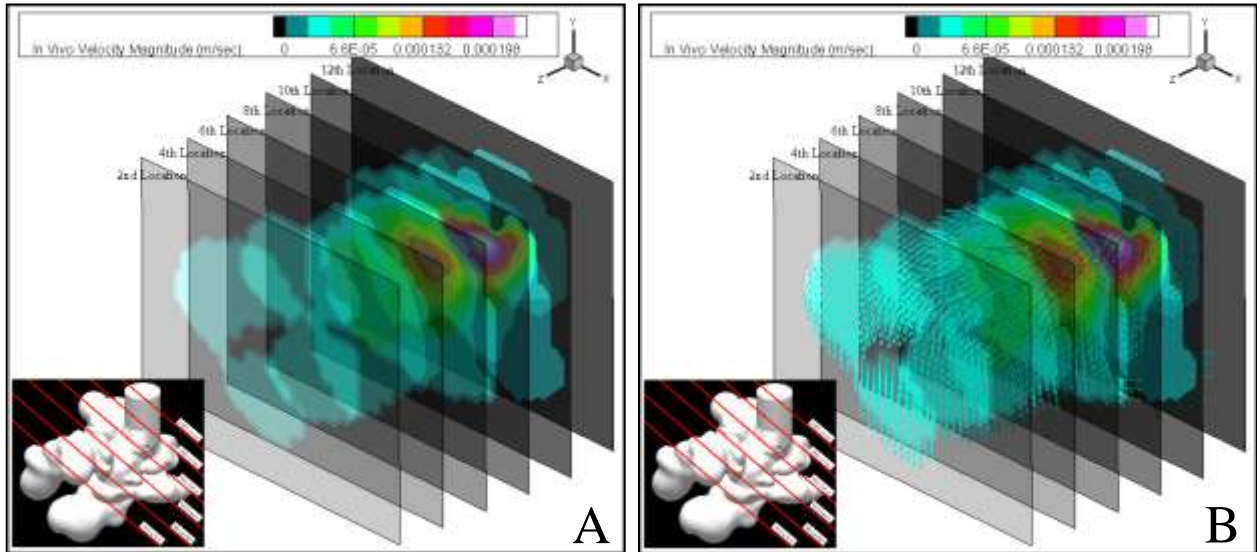 In Vivo Velocity Magnitude (m/sec)
0 6.6E-05 0.000132 0.000198
Y
Z X
12th Location
10th Location
8th Location
6th Location
4th Location
2nd Location
A
In Vivo Velocity Magnitude (m/sec)
0 6.6E-05 0.000132 0.000198
Y
Z X
12th Location
10th Location
8th Location
6th Location
4th Location
2nd Location
B